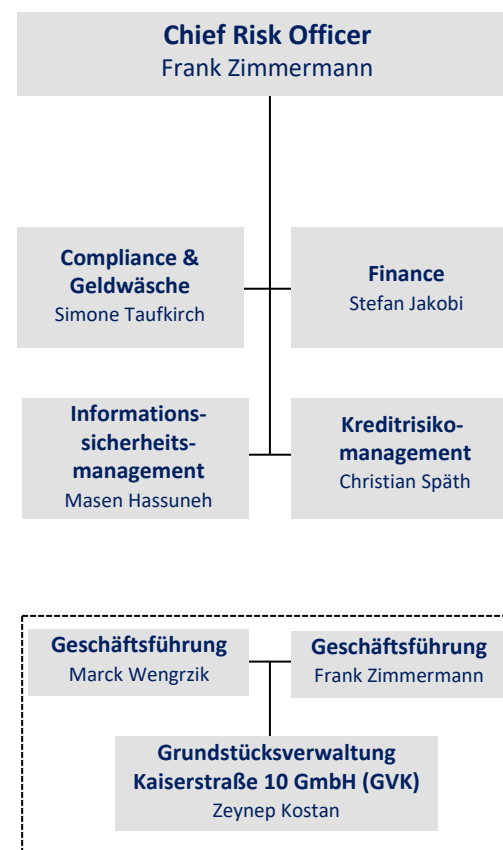 Chief Risk Officer
Frank Zimmermann
Compliance &
Geldwäsche
Simone Taufkirch
Finance
Stefan Jakobi
Informations-
sicherheits-
management
Masen Hassuneh
Kreditrisiko-
management
Christian Späth
Geschäftsführung
Marck Wengrzik
Geschäftsführung
Frank Zimmermann
Grundstücksverwaltung
Kaiserstraße 10 GmbH (GVK)
Zeynep Kostan